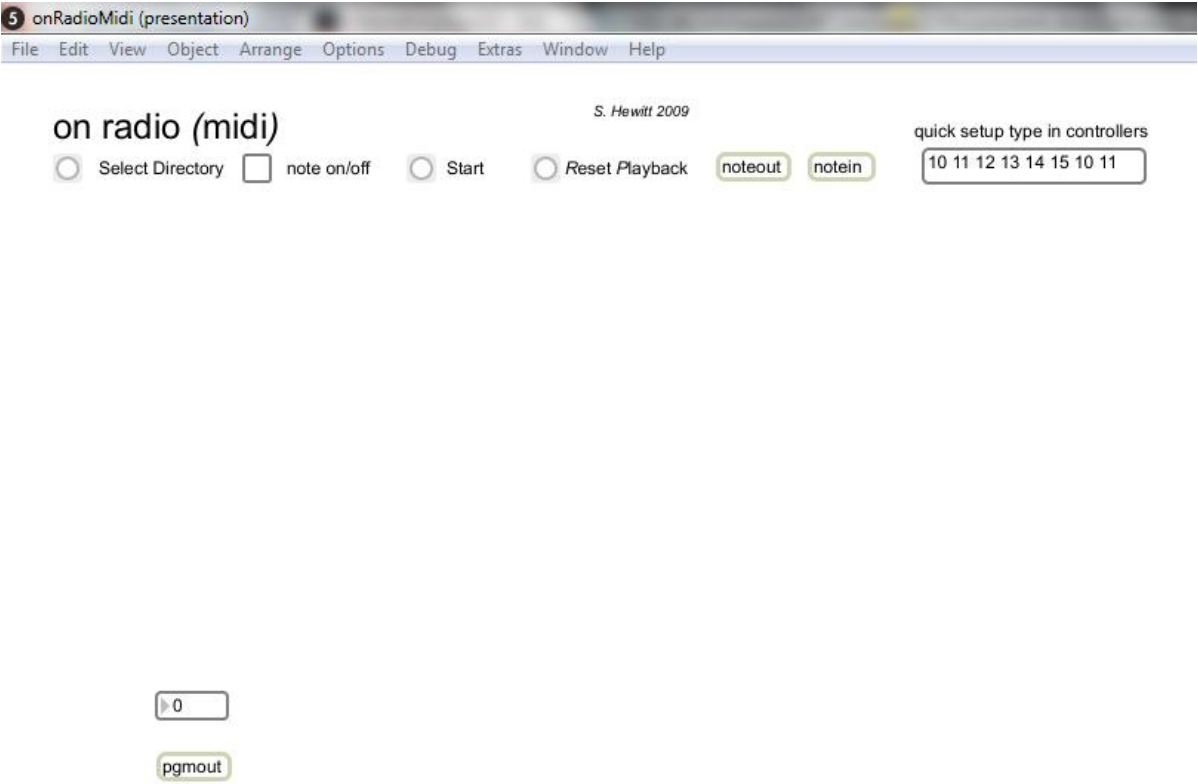 5 onRadioMidi (presentation)
File Edit View Object Arrange Options Debug Extras Window Help
S. Hewitt 2009
on radio (midi)
quick setup type in controllers
Select Directory note on/off Start Reset Playback noteout notein 10 11 12 13 14 15 10 11
0
pgmout